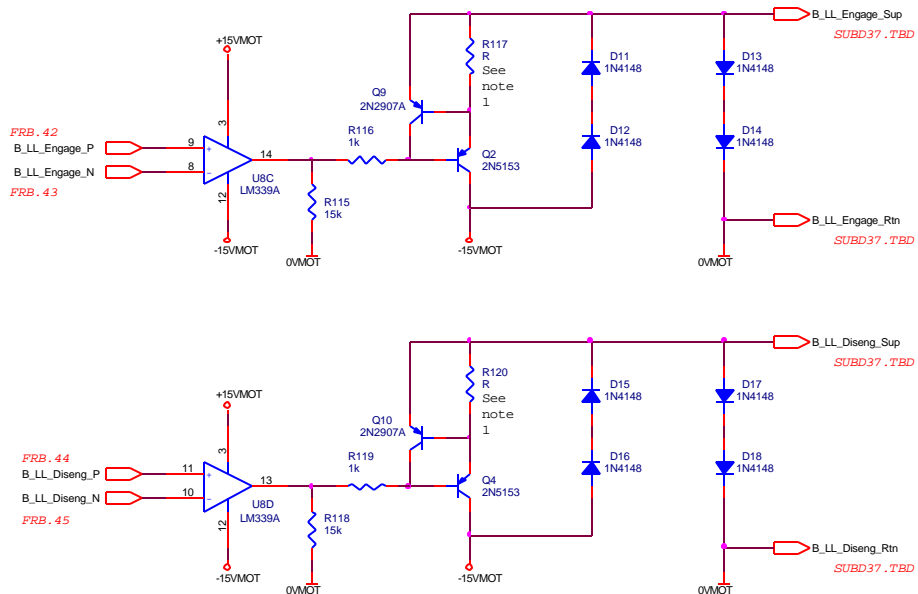 B_LL_Engage_Sup
SUBD37.TBD
+15VMOT
R117
R
See
note
1
D11
1N4148
D13
1N4148
Q9
2N2907A
3
FRB.42
B_LL_Engage_P
9
+
R116
1k
D12
1N4148
D14
1N4148
14
B_LL_Engage_N
8
-
Q2
2N5153
FRB.43
U8C
LM339A
12
R115
15k
B_LL_Engage_Rtn
SUBD37.TBD
-15VMOT
0VMOT
-15VMOT
0VMOT
B_LL_Diseng_Sup
SUBD37.TBD
+15VMOT
R120
R
See
note
1
D15
1N4148
D17
1N4148
Q10
2N2907A
3
FRB.44
B_LL_Diseng_P
11
+
R119
1k
D16
1N4148
D18
1N4148
13
B_LL_Diseng_N
10
-
Q4
2N5153
FRB.45
U8D
LM339A
12
R118
15k
B_LL_Diseng_Rtn
SUBD37.TBD
-15VMOT
0VMOT
-15VMOT
0VMOT